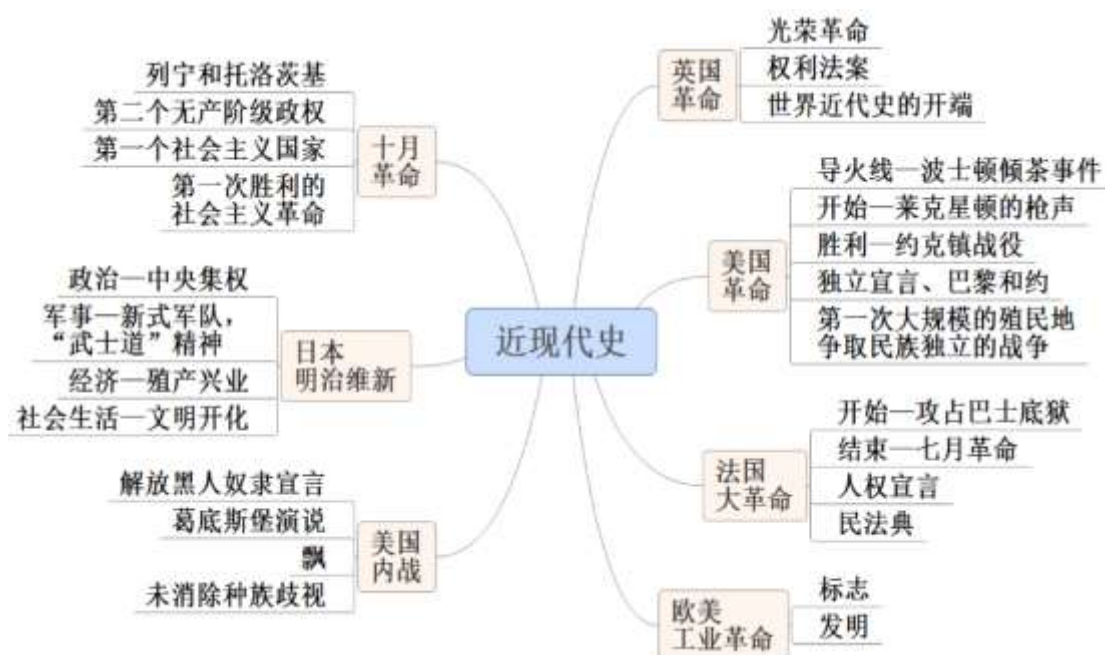 近现代史
英国
革命
光荣革命
权利法案
世界近代史的开端
美国
革命
导火线—波士顿倾茶事件
开始—莱克星顿的枪声
胜利—约克镇战役
独立宣言、巴黎和约
第一次大规模的殖民地
争取民族独立的战争
法国
大革命
开始—攻占巴士底狱
结束—七月革命
人权宣言
民法典
欧美
工业革命
标志
发明
十月
革命
列宁和托洛茨基
第二个无产阶级政权
第一个社会主义国家
第一次胜利的
社会主义革命
日本
明治维新
政治—中央集权
军事—新式军队，
“武士道”精神
经济—殖产兴业
社会生活—文明开化
美国
内战
解放黑人奴隶宣言
葛底斯堡演说
飘
未消除种族歧视